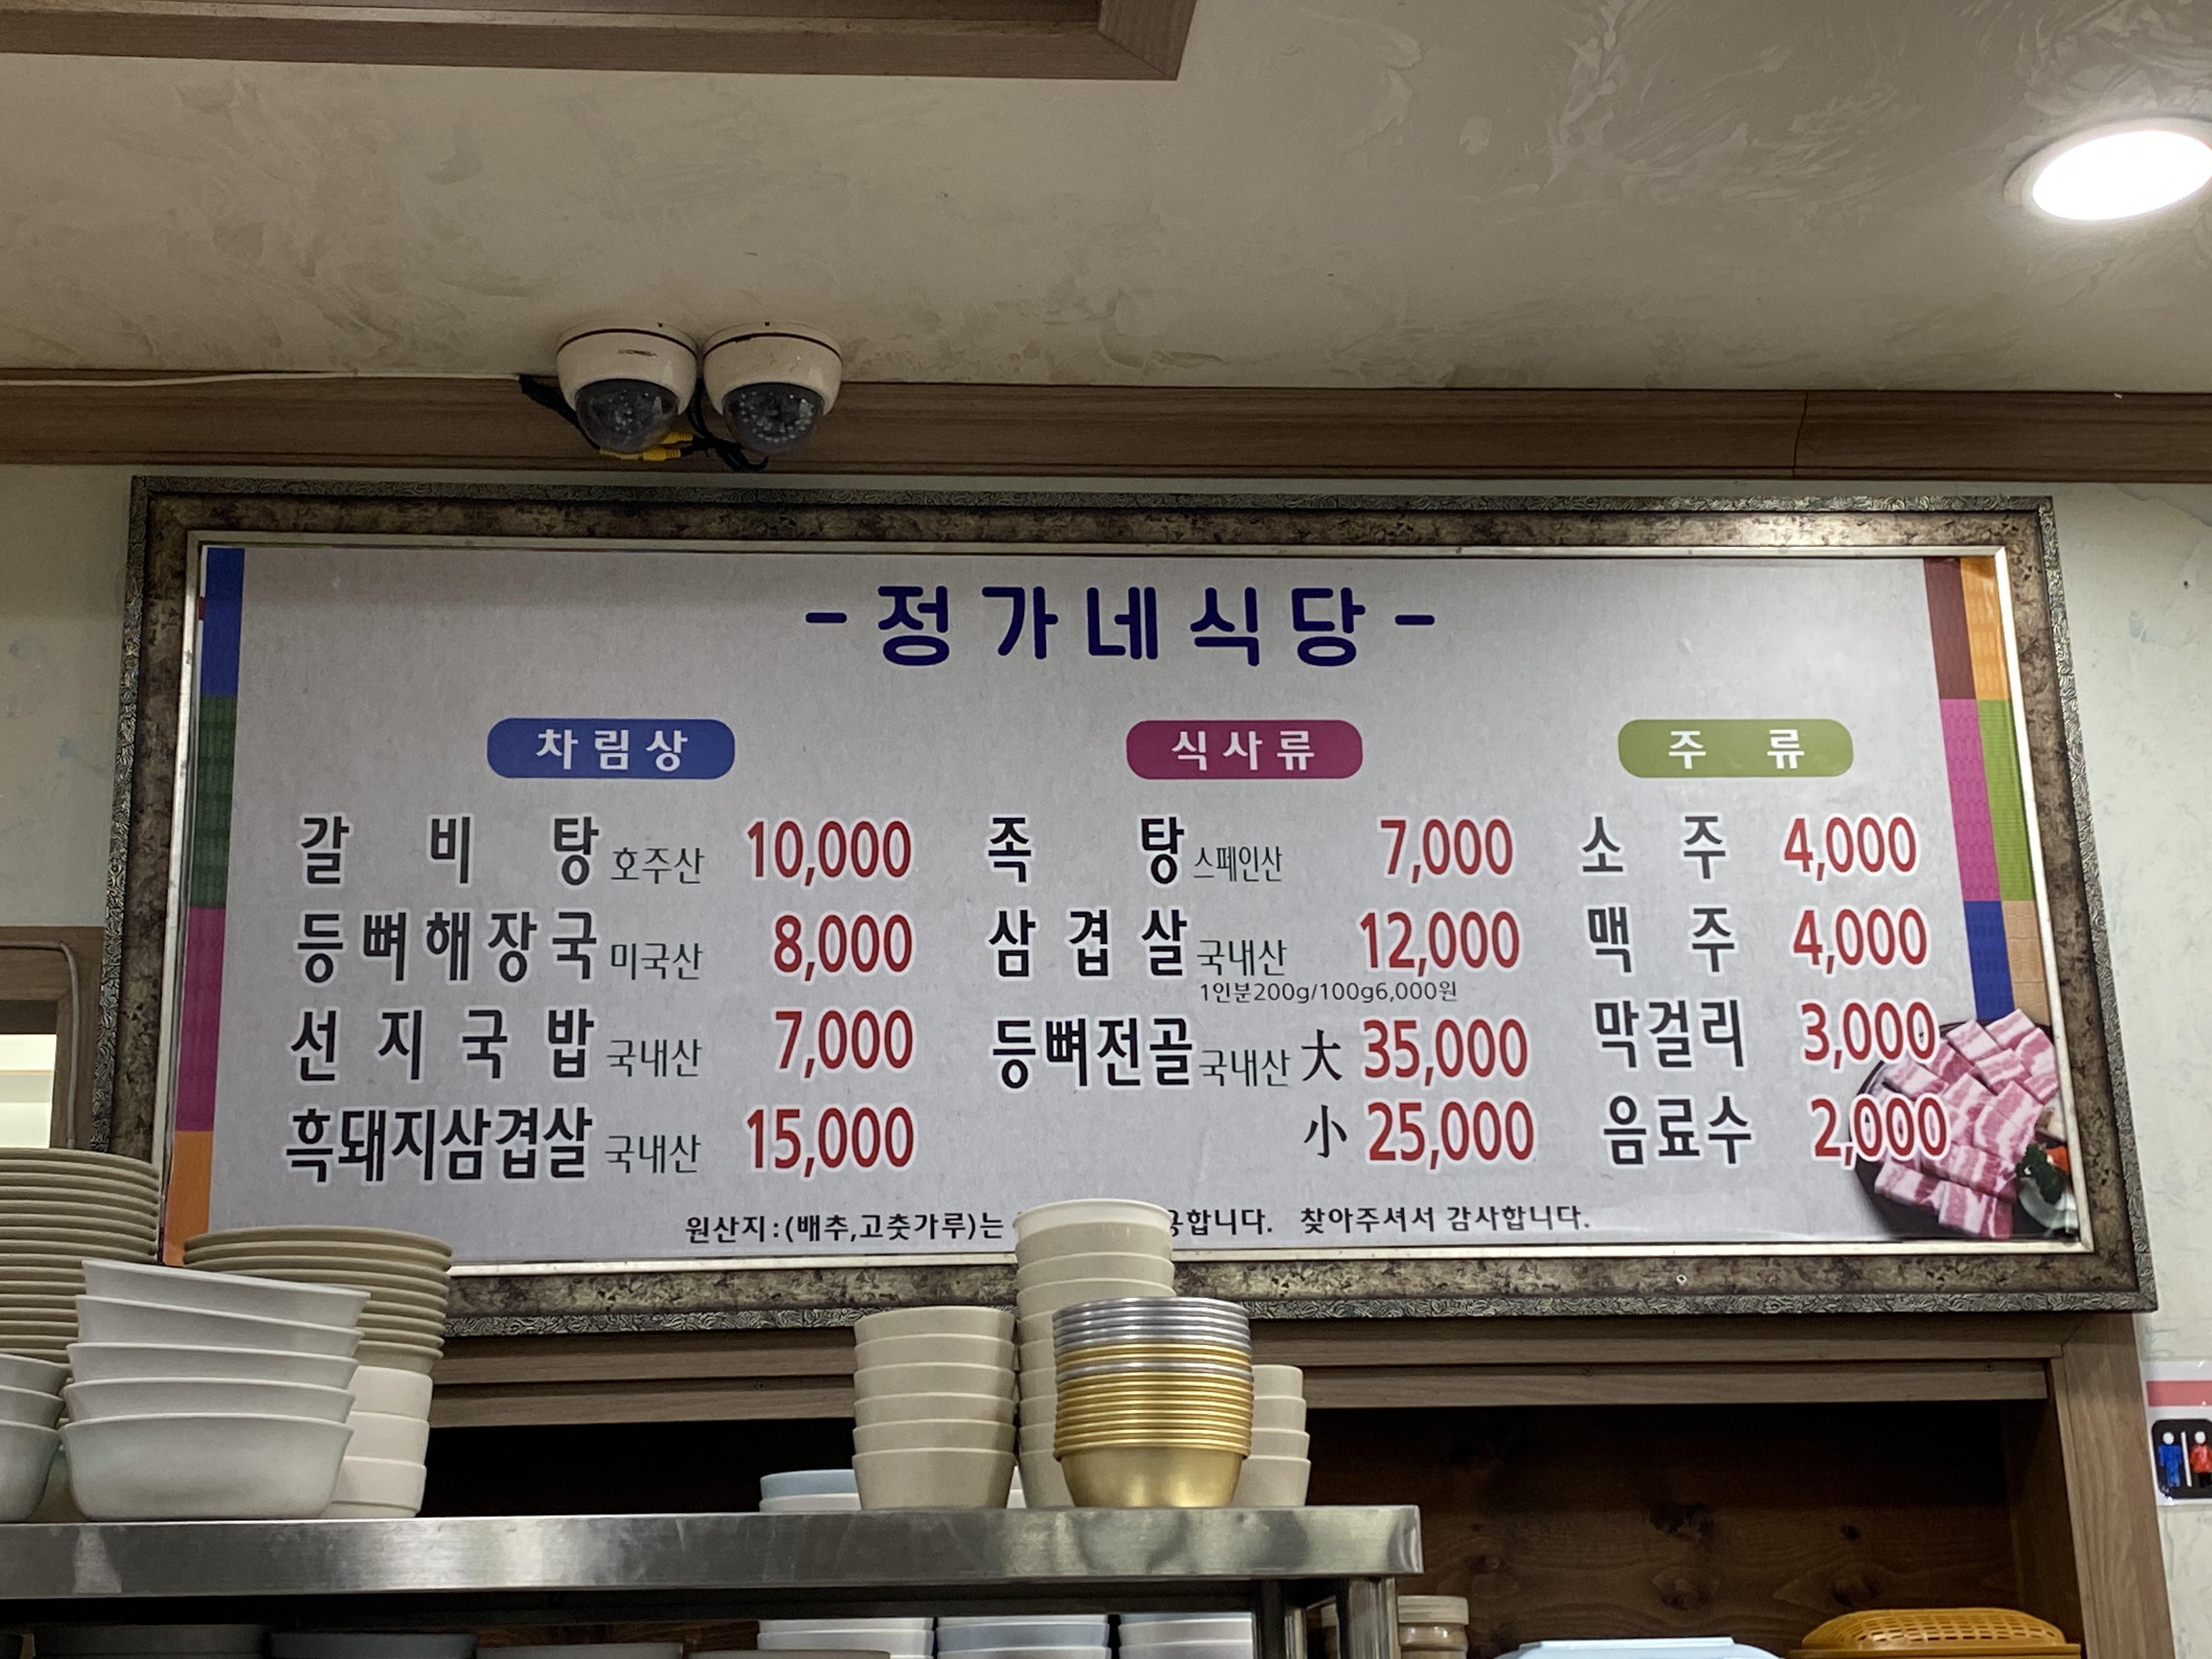 -정가네식당-
차림상
갈비탕 호주산 10,000
등뼈해장국 미국산 8,000
선지국밥 국내산 7,000
흑돼지삼겹살 국내산 15,000
식사류
족탕 스페인산 7,000
삼겹살 국내산 12,000
1인분200g/100g6,000원
등뼈전골 국내산 大 35,000
小 25,000
주류
소주 4,000
맥주 4,000
막걸리 3,000
음료수 2,000
원산지:(배추,고춧가루)는 합니다. 찾아주셔서 감사합니다.